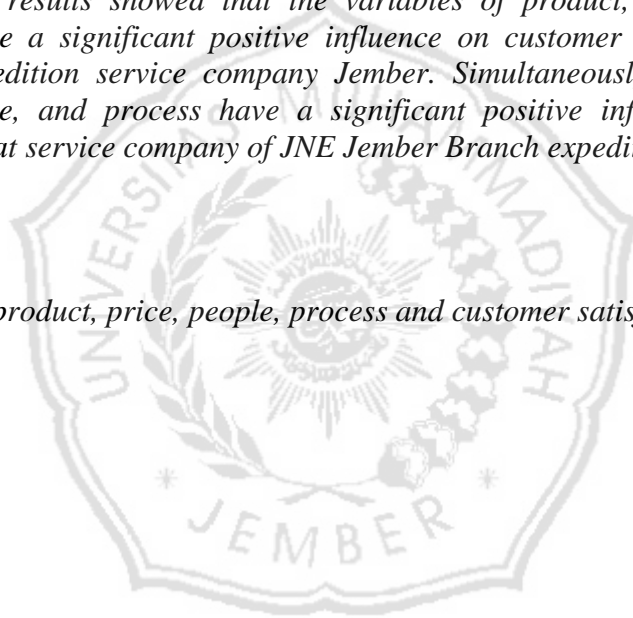 results showed that the variables of product,
e a significant positive influence on customer
edition service company Jember. Simultaneousl
e, and process have a significant positive inf
at service company of JNE Jember Branch expedi
product, price, people, process and customer satis
UNIVERSITAS MUHAMMADIYAH
JEMBER